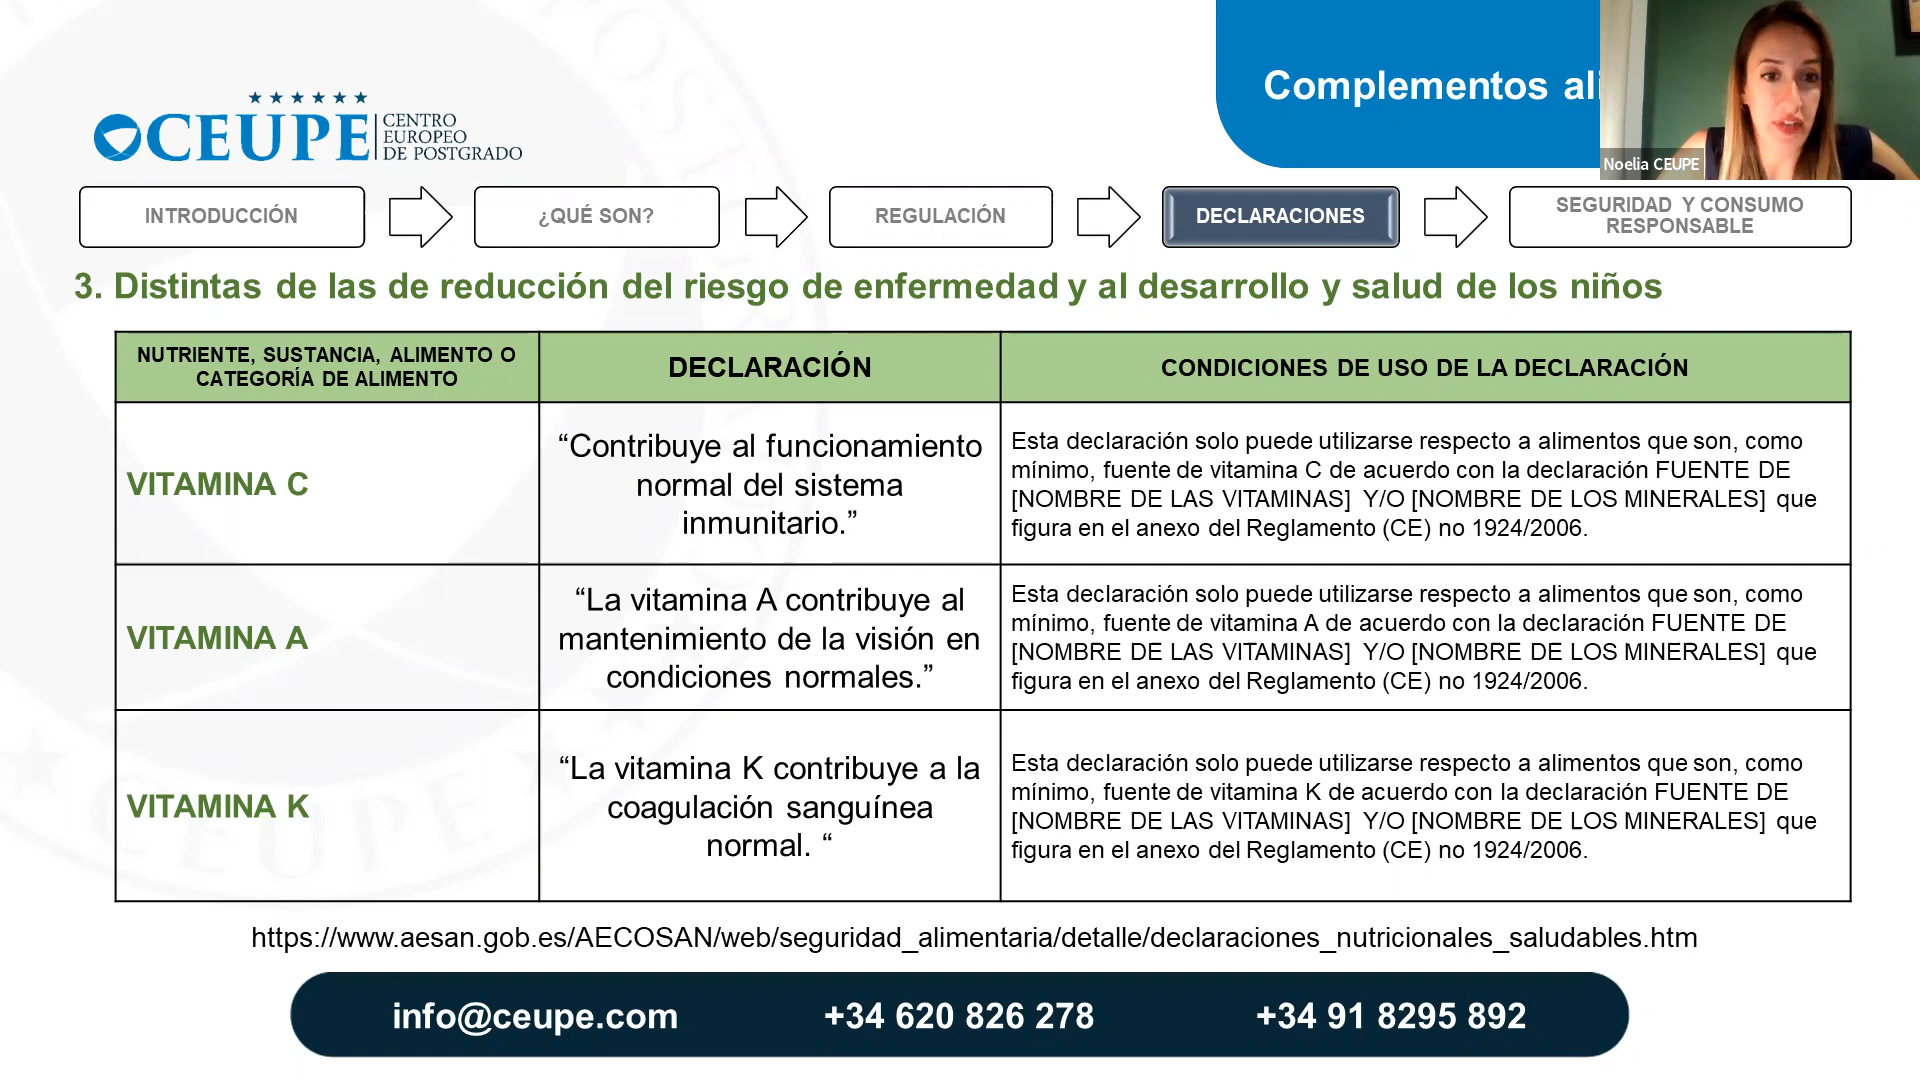 Complementos ali
CEUPE
CENTRO
EUROPEO
DE POSTGRADO
Noelia CEUPE
INTRODUCCIÓN
¿QUÉ SON?
REGULACIÓN
DECLARACIONES
SEGURIDAD Y CONSUMO
RESPONSABLE
3. Distintas de las de reducción del riesgo de enfermedad y al desarrollo y salud de los niños
NUTRIENTE, SUSTANCIA, ALIMENTO O
CATEGORÍA DE ALIMENTO
DECLARACIÓN
CONDICIONES DE USO DE LA DECLARACIÓN
VITAMINA C
“Contribuye al funcionamiento
normal del sistema
inmunitario.”
Esta declaración solo puede utilizarse respecto a alimentos que son, como
mínimo, fuente de vitamina C de acuerdo con la declaración FUENTE DE
[NOMBRE DE LAS VITAMINAS] Y/O [NOMBRE DE LOS MINERALES] que
figura en el anexo del Reglamento (CE) no 1924/2006.
VITAMINA A
“La vitamina A contribuye al
mantenimiento de la visión en
condiciones normales.”
Esta declaración solo puede utilizarse respecto a alimentos que son, como
mínimo, fuente de vitamina A de acuerdo con la declaración FUENTE DE
[NOMBRE DE LAS VITAMINAS] Y/O [NOMBRE DE LOS MINERALES] que
figura en el anexo del Reglamento (CE) no 1924/2006.
VITAMINA K
“La vitamina K contribuye a la
coagulación sanguínea
normal. “
Esta declaración solo puede utilizarse respecto a alimentos que son, como
mínimo, fuente de vitamina K de acuerdo con la declaración FUENTE DE
[NOMBRE DE LAS VITAMINAS] Y/O [NOMBRE DE LOS MINERALES] que
figura en el anexo del Reglamento (CE) no 1924/2006.
https://www.aesan.gob.es/AECOSAN/web/seguridad_alimentaria/detalle/declaraciones_nutricionales_saludables.htm
info@ceupe.com
+34 620 826 278
+34 91 8295 892